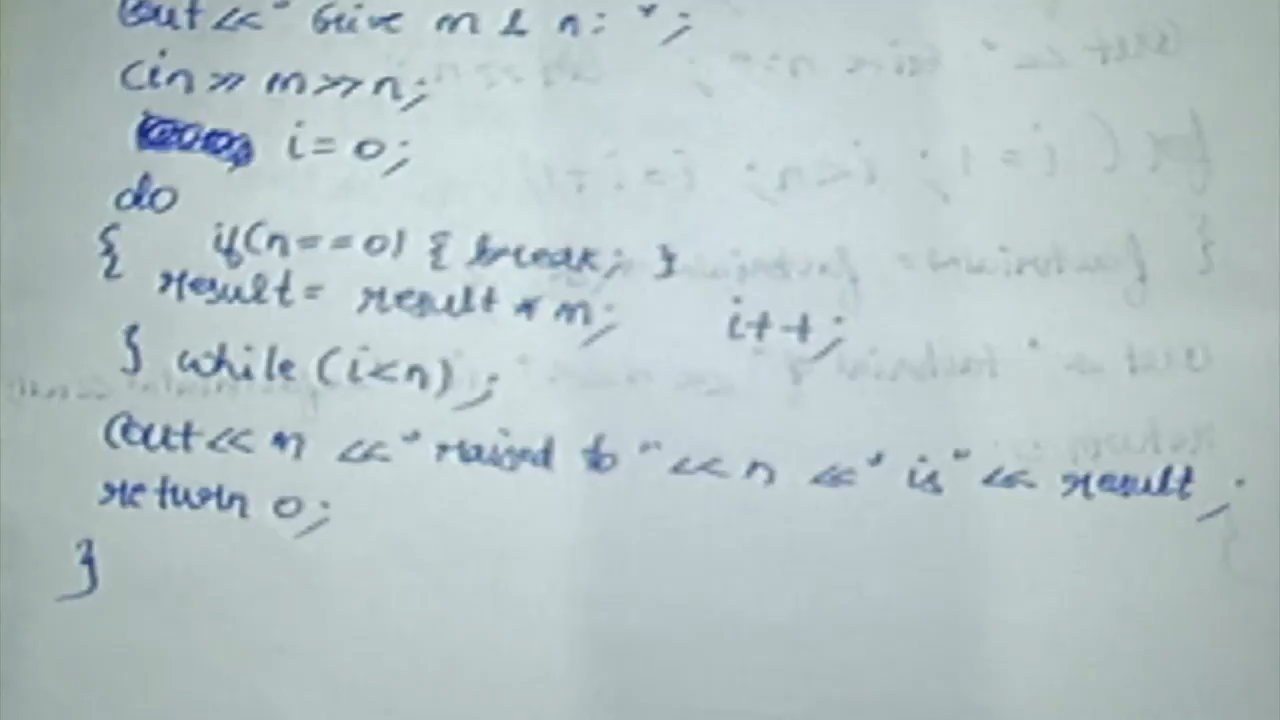 cout << " Give m & n: ";
cin >> m >> n;
i = 0;
do
{ if(n==0) { break; }
result = result * m; i++;
} while (i<n);
cout << m << " raised to " << n << " is " << result;
return 0;
}